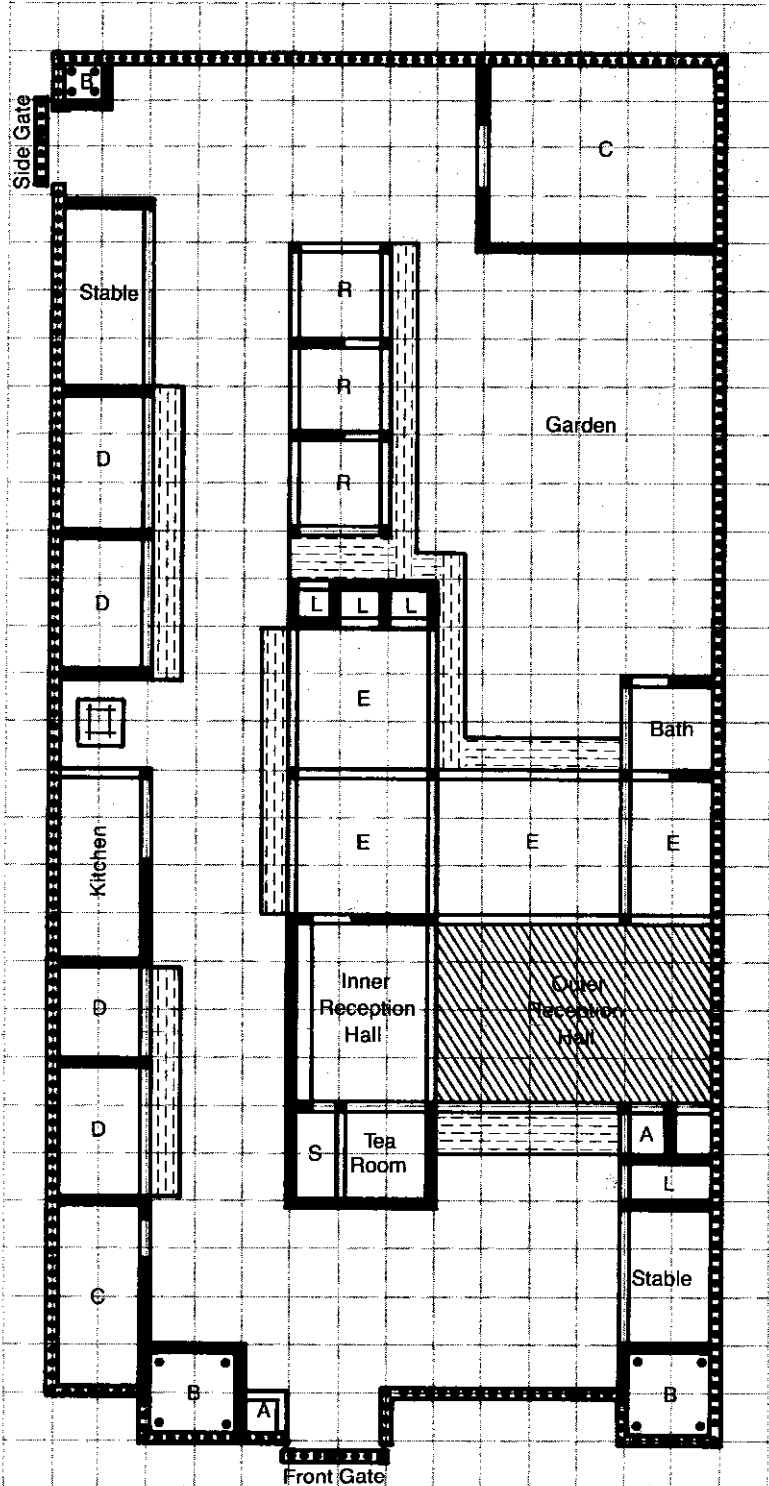 B
Side Gate
C
Stable
R
R
Garden
D
R
D
L L L
E
Bath
Kitchen
E E E
D
Inner
Reception
Hall
Outer
Reception
Hall
D
S
Tea
Room
A
L
C
Stable
B
A
B
Front Gate